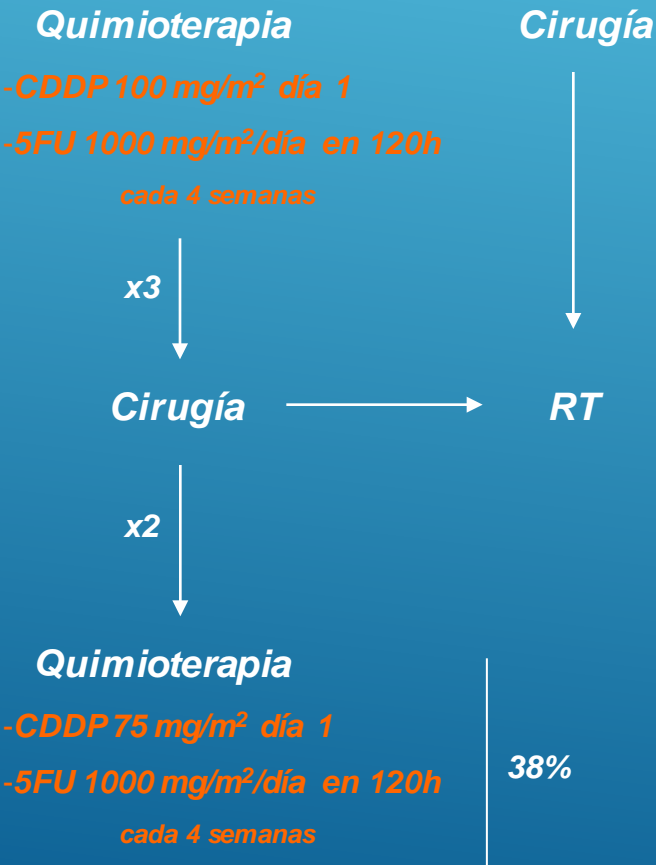 Quimioterapia
Cirugía
-CDDP 100 mg/m² día 1
-5FU 1000 mg/m²/día en 120h
cada 4 semanas
x3
Cirugía
RT
x2
Quimioterapia
-CDDP 75 mg/m² día 1
-5FU 1000 mg/m²/día en 120h
cada 4 semanas
38%